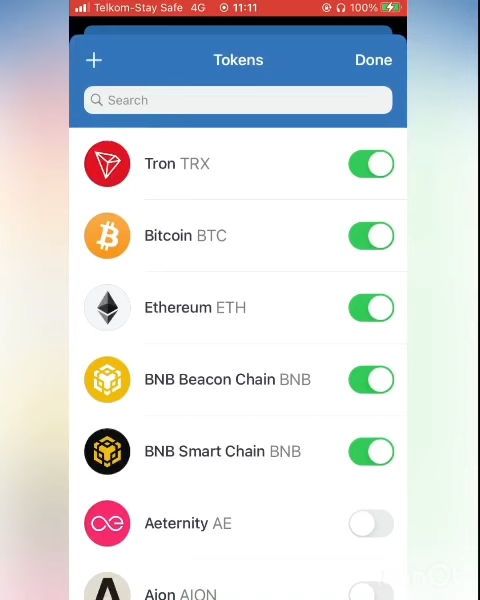 Telkom-Stay Safe 4G 11:11 100%
Tokens Done
Search
Tron TRX
Bitcoin BTC
Ethereum ETH
BNB Beacon Chain BNB
BNB Smart Chain BNB
Aeternity AE
Aion AION